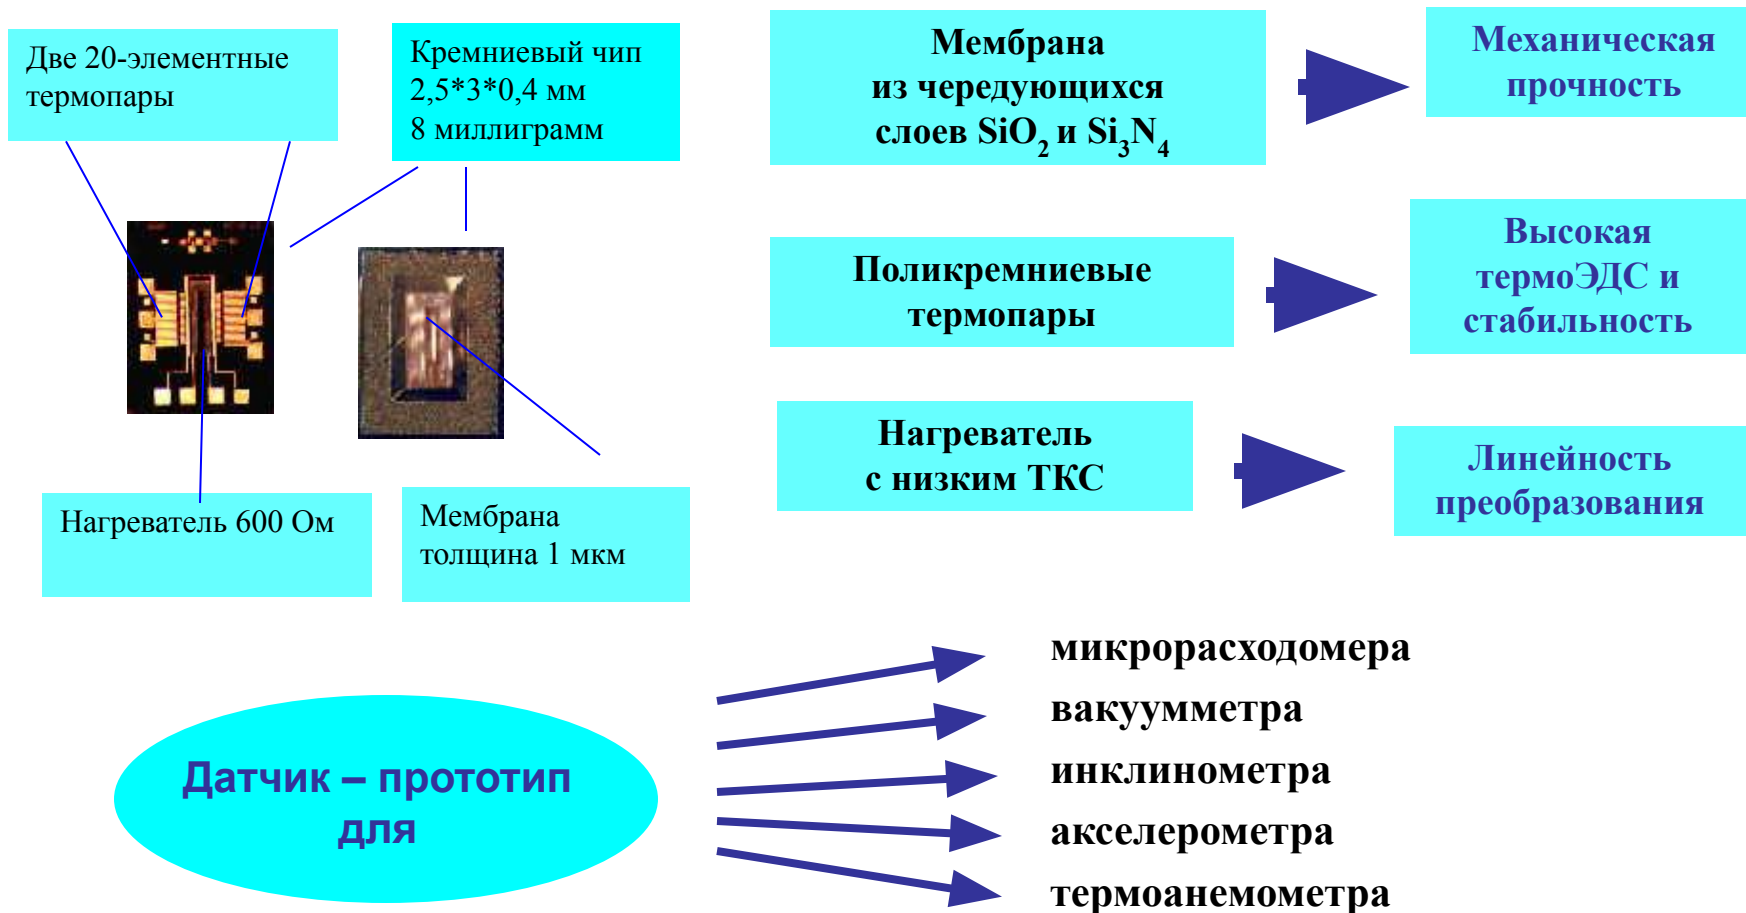 Две 20-элементные
термопары
Кремниевый чип
2,5*3*0,4 мм
8 миллиграмм
Нагреватель 600 Ом
Мембрана
толщина 1 мкм
Мембрана
из чередующихся
слоев SiO₂ и Si₃N₄
Механическая
прочность
Поликремниевые
термопары
Высокая
термоЭДС и
стабильность
Нагреватель
с низким ТКС
Линейность
преобразования
Датчик – прототип
для
микрорасходомера
вакуумметра
инклинометра
акселерометра
термоанемометра